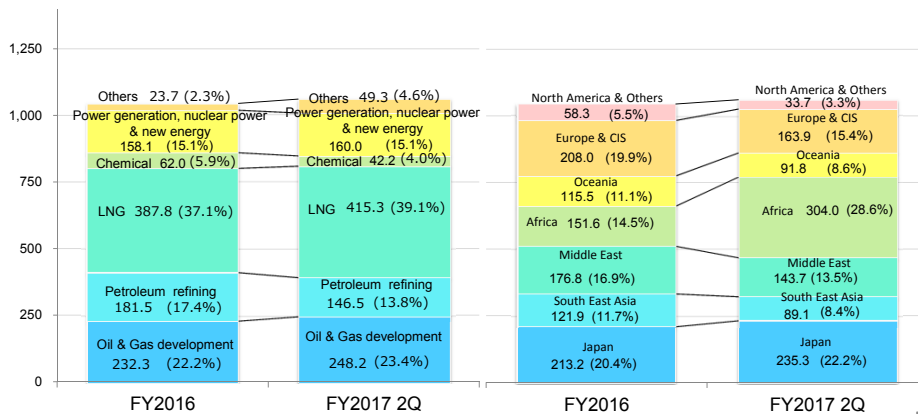 1,250
1,000
750
500
250
0
Others 23.7 (2.3%)
Power generation, nuclear power
& new energy
158.1 (15.1%)
Chemical 62.0 (5.9%)
LNG 387.8 (37.1%)
Petroleum refining
181.5 (17.4%)
Oil & Gas development
232.3 (22.2%)
FY2016
Others 49.3 (4.6%)
Power generation, nuclear power
& new energy
160.0 (15.1%)
Chemical 42.2 (4.0%)
LNG 415.3 (39.1%)
Petroleum refining
146.5 (13.8%)
Oil & Gas development
248.2 (23.4%)
FY2017 2Q
North America & Others
58.3 (5.5%)
Europe & CIS
208.0 (19.9%)
Oceania
115.5 (11.1%)
Africa 151.6 (14.5%)
Middle East
176.8 (16.9%)
South East Asia
121.9 (11.7%)
Japan
213.2 (20.4%)
FY2016
North America & Others
33.7 (3.3%)
Europe & CIS
163.9 (15.4%)
Oceania
91.8 (8.6%)
Africa 304.0 (28.6%)
Middle East
143.7 (13.5%)
South East Asia
89.1 (8.4%)
Japan
235.3 (22.2%)
FY2017 2Q